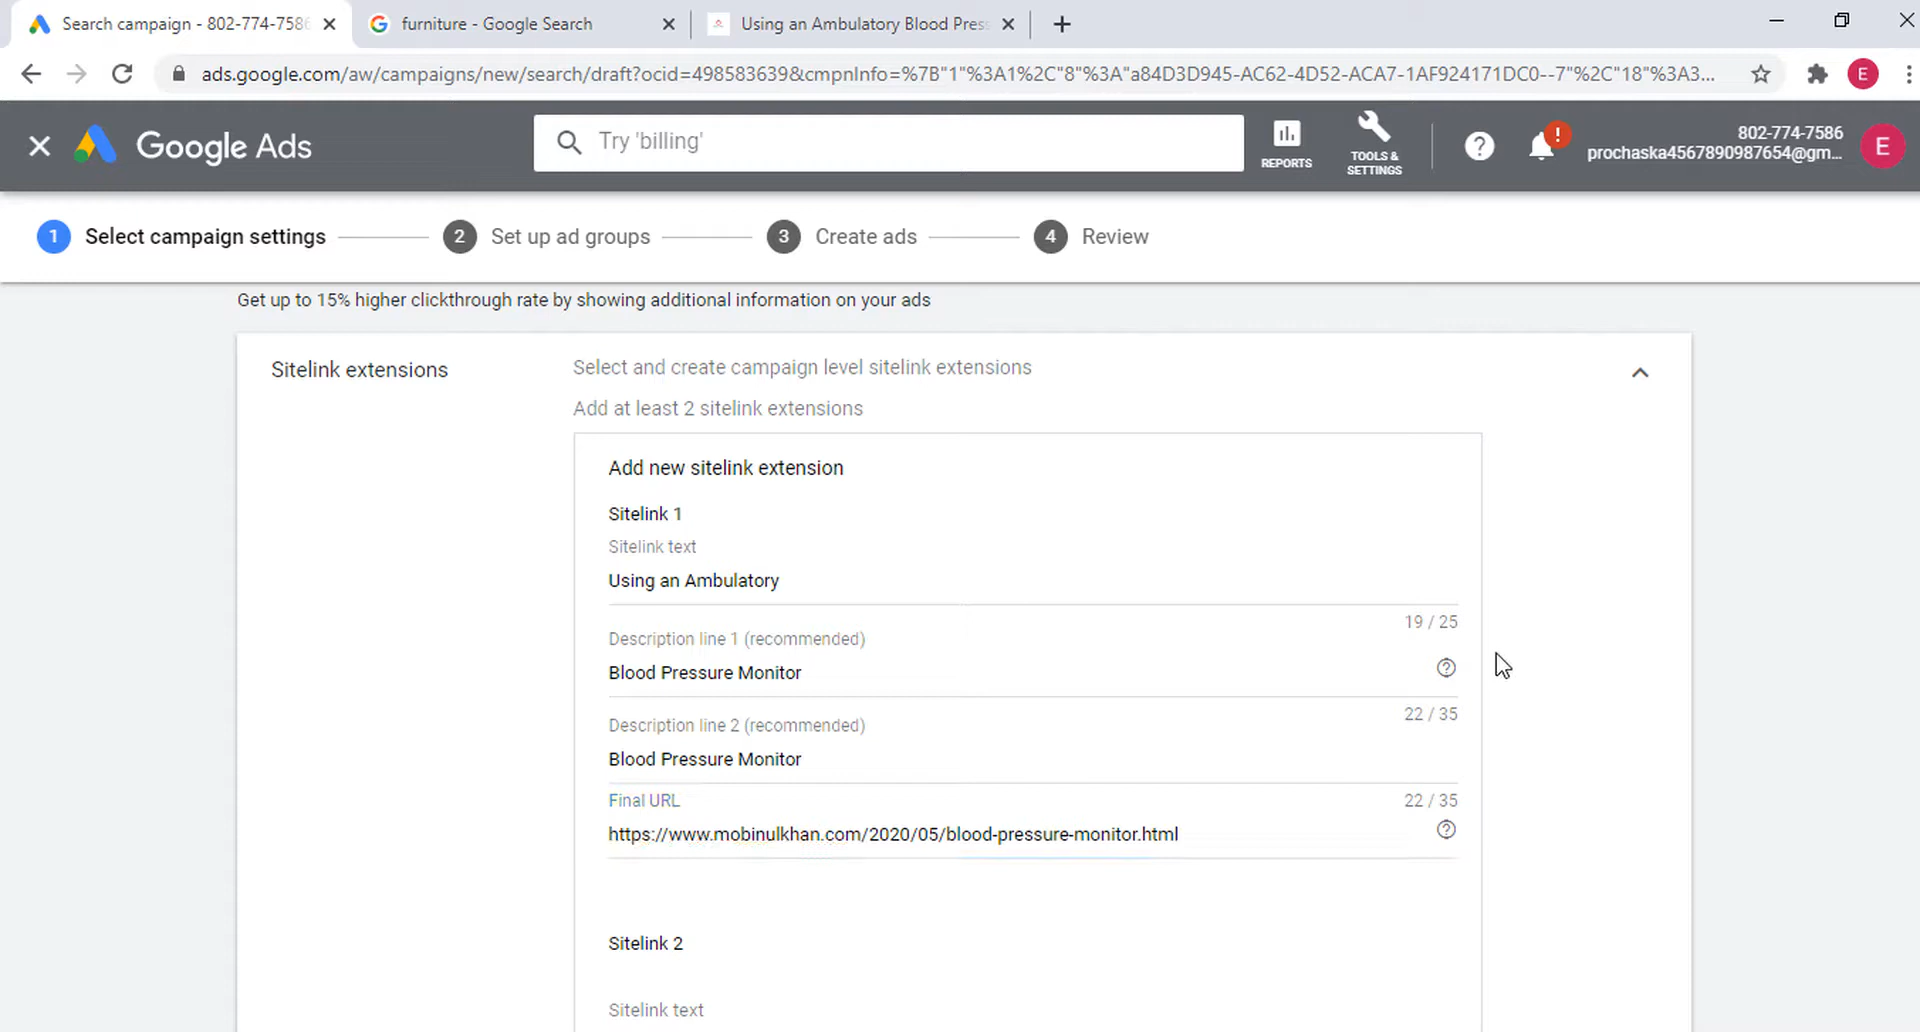 Search campaign - 802-774-7586
furniture - Google Search
Using an Ambulatory Blood Pres
ads.google.com/aw/campaigns/new/search/draft?ocid=498583639&cmpnInfo=%7B"1"%3A1%2C"8"%3A"a84D3D945-AC62-4D52-ACA7-1AF924171DC0--7"%2C"18"%3A3...
E
Google Ads
Try 'billing'
REPORTS
TOOLS &
SETTINGS
!
802-774-7586
prochaska4567890987654@gm...
E
1 Select campaign settings
2 Set up ad groups
3 Create ads
4 Review
Get up to 15% higher clickthrough rate by showing additional information on your ads
Sitelink extensions
Select and create campaign level sitelink extensions
Add at least 2 sitelink extensions
Add new sitelink extension
Sitelink 1
Sitelink text
Using an Ambulatory
19 / 25
Description line 1 (recommended)
Blood Pressure Monitor
22 / 35
Description line 2 (recommended)
Blood Pressure Monitor
22 / 35
Final URL
https://www.mobinulkhan.com/2020/05/blood-pressure-monitor.html
Sitelink 2
Sitelink text